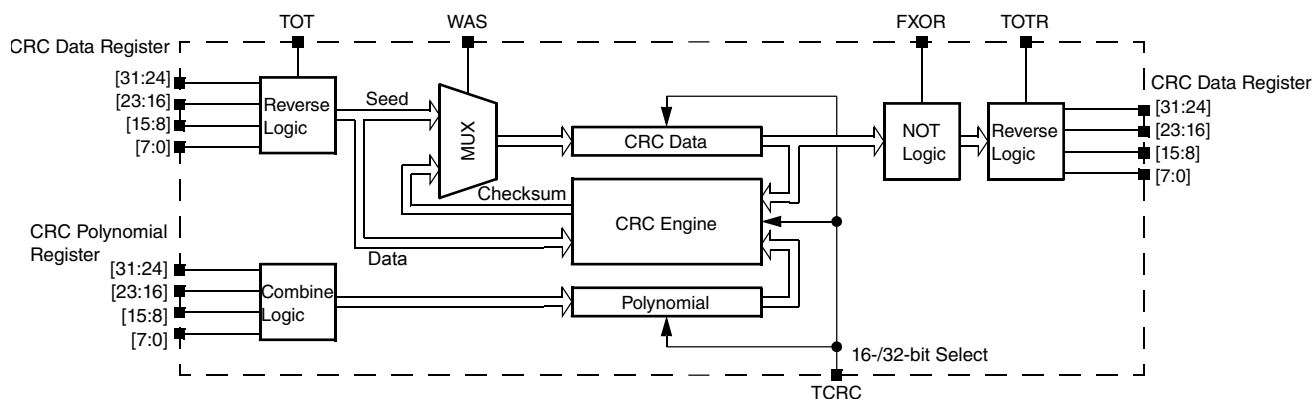 TOT
WAS
FXOR
TOTR
CRC Data Register
[31:24]
[23:16]
[15:8]
[7:0]
Reverse
Logic
Seed
MUX
Checksum
Data
CRC Data
CRC Engine
NOT
Logic
Reverse
Logic
CRC Data Register
[31:24]
[23:16]
[15:8]
[7:0]
CRC Polynomial
Register
[31:24]
[23:16]
[15:8]
[7:0]
Combine
Logic
Polynomial
16-/32-bit Select
TCRC